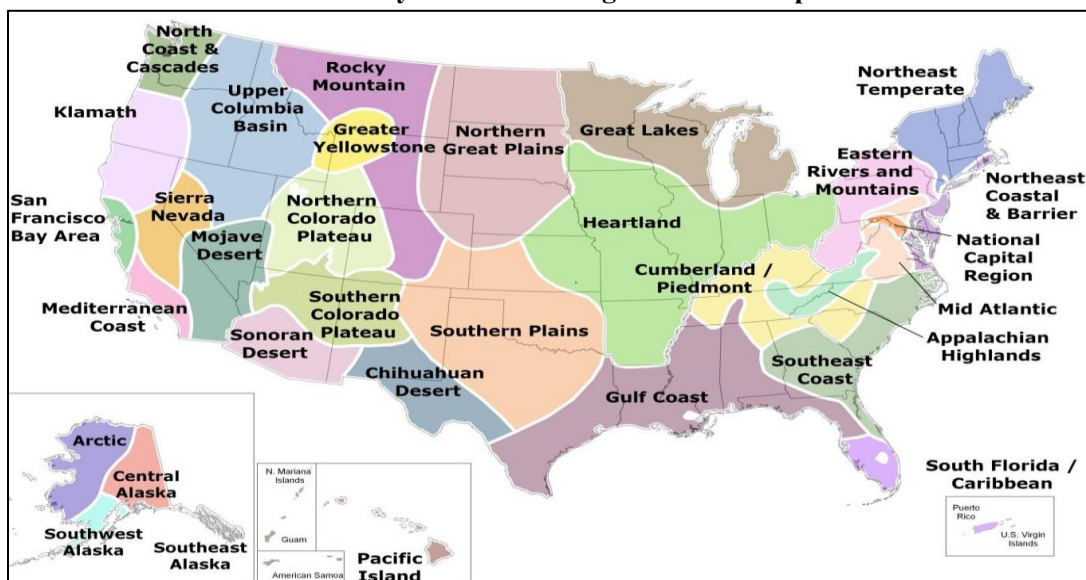 North
Coast &
Cascades
Klamath
Upper
Columbia
Basin
Rocky
Mountain
Greater
Yellowstone
Northern
Great Plains
Great Lakes
Northeast
Temperate
Eastern
Rivers and
Mountains
Northeast
Coastal
& Barrier
San
Francisco
Bay Area
Sierra
Nevada
Mojave
Desert
Northern
Colorado
Plateau
Heartland
National
Capital
Region
Cumberland /
Piedmont
Mid Atlantic
Appalachian
Highlands
Mediterranean
Coast
Southern
Colorado
Plateau
Sonoran
Desert
Southern Plains
Chihuahuan
Desert
Gulf Coast
Southeast
Coast
South Florida /
Caribbean
Puerto
Rico
U.S. Virgin
Islands
Arctic
Central
Alaska
Southwest
Alaska
Southeast
Alaska
N. Mariana
Islands
Guam
American Samoa
Pacific
Island